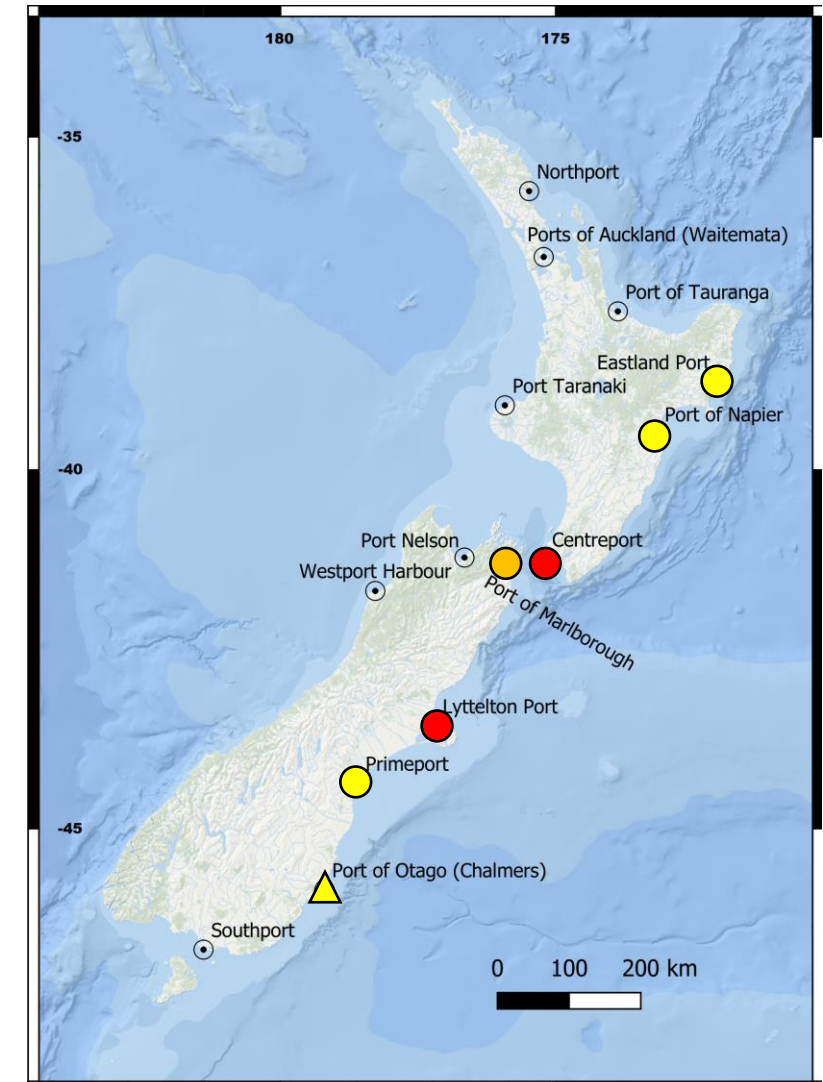 180 175
-35
Northport
Ports of Auckland (Waitemata)
Port of Tauranga
Eastland Port
Port Taranaki
Port of Napier
-40
Port Nelson
Centreport
Westport Harbour
Port of Marlborough
Lyttelton Port
Primeport
-45
Port of Otago (Chalmers)
Southport
0 100 200 km